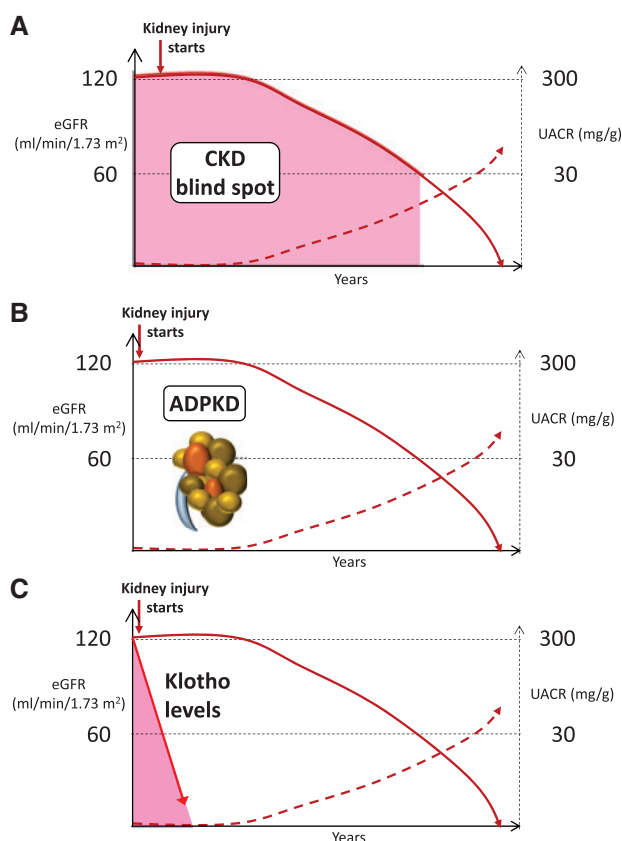 A
Kidney injury
starts
120
300
eGFR
(ml/min/1.73 m²)
UACR (mg/g)
CKD
blind spot
60
30
Years
B
Kidney injury
starts
120
300
eGFR
(ml/min/1.73 m²)
UACR (mg/g)
ADPKD
60
30
Years
C
Kidney injury
starts
120
300
eGFR
(ml/min/1.73 m²)
UACR (mg/g)
Klotho
levels
60
30
Years